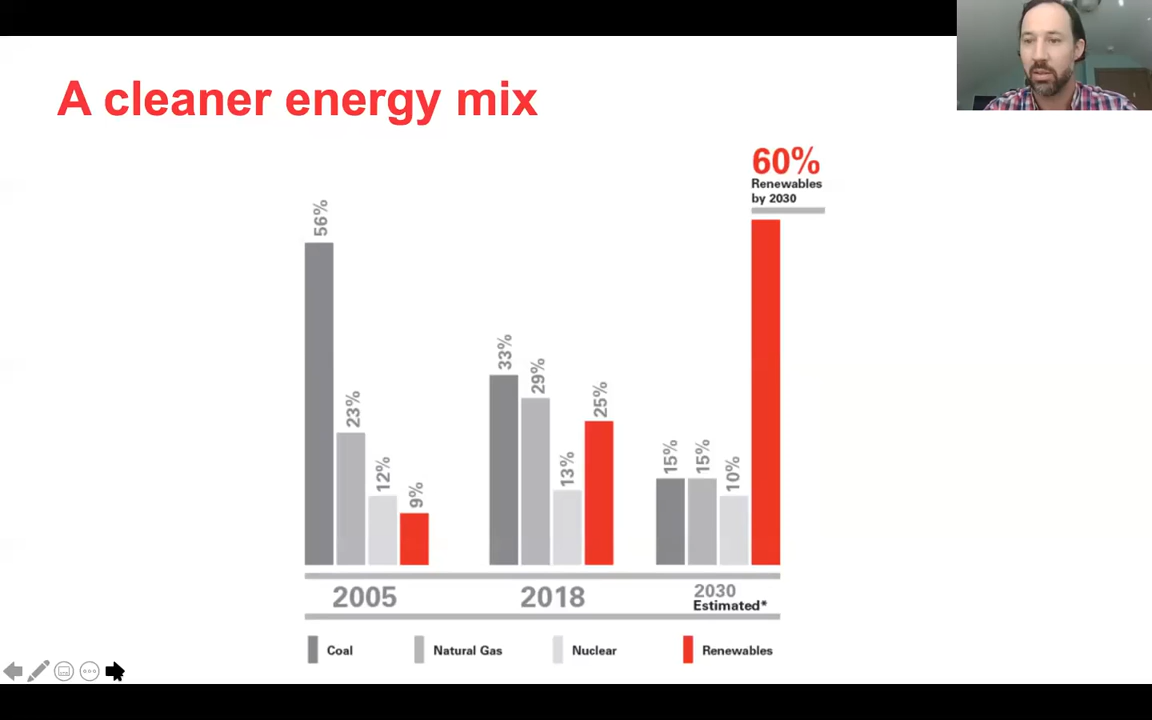 A cleaner energy mix
60%
Renewables
by 2030
56%
23%
12%
9%
33%
29%
13%
25%
15%
15%
10%
2005
2018
2030
Estimated*
Coal
Natural Gas
Nuclear
Renewables